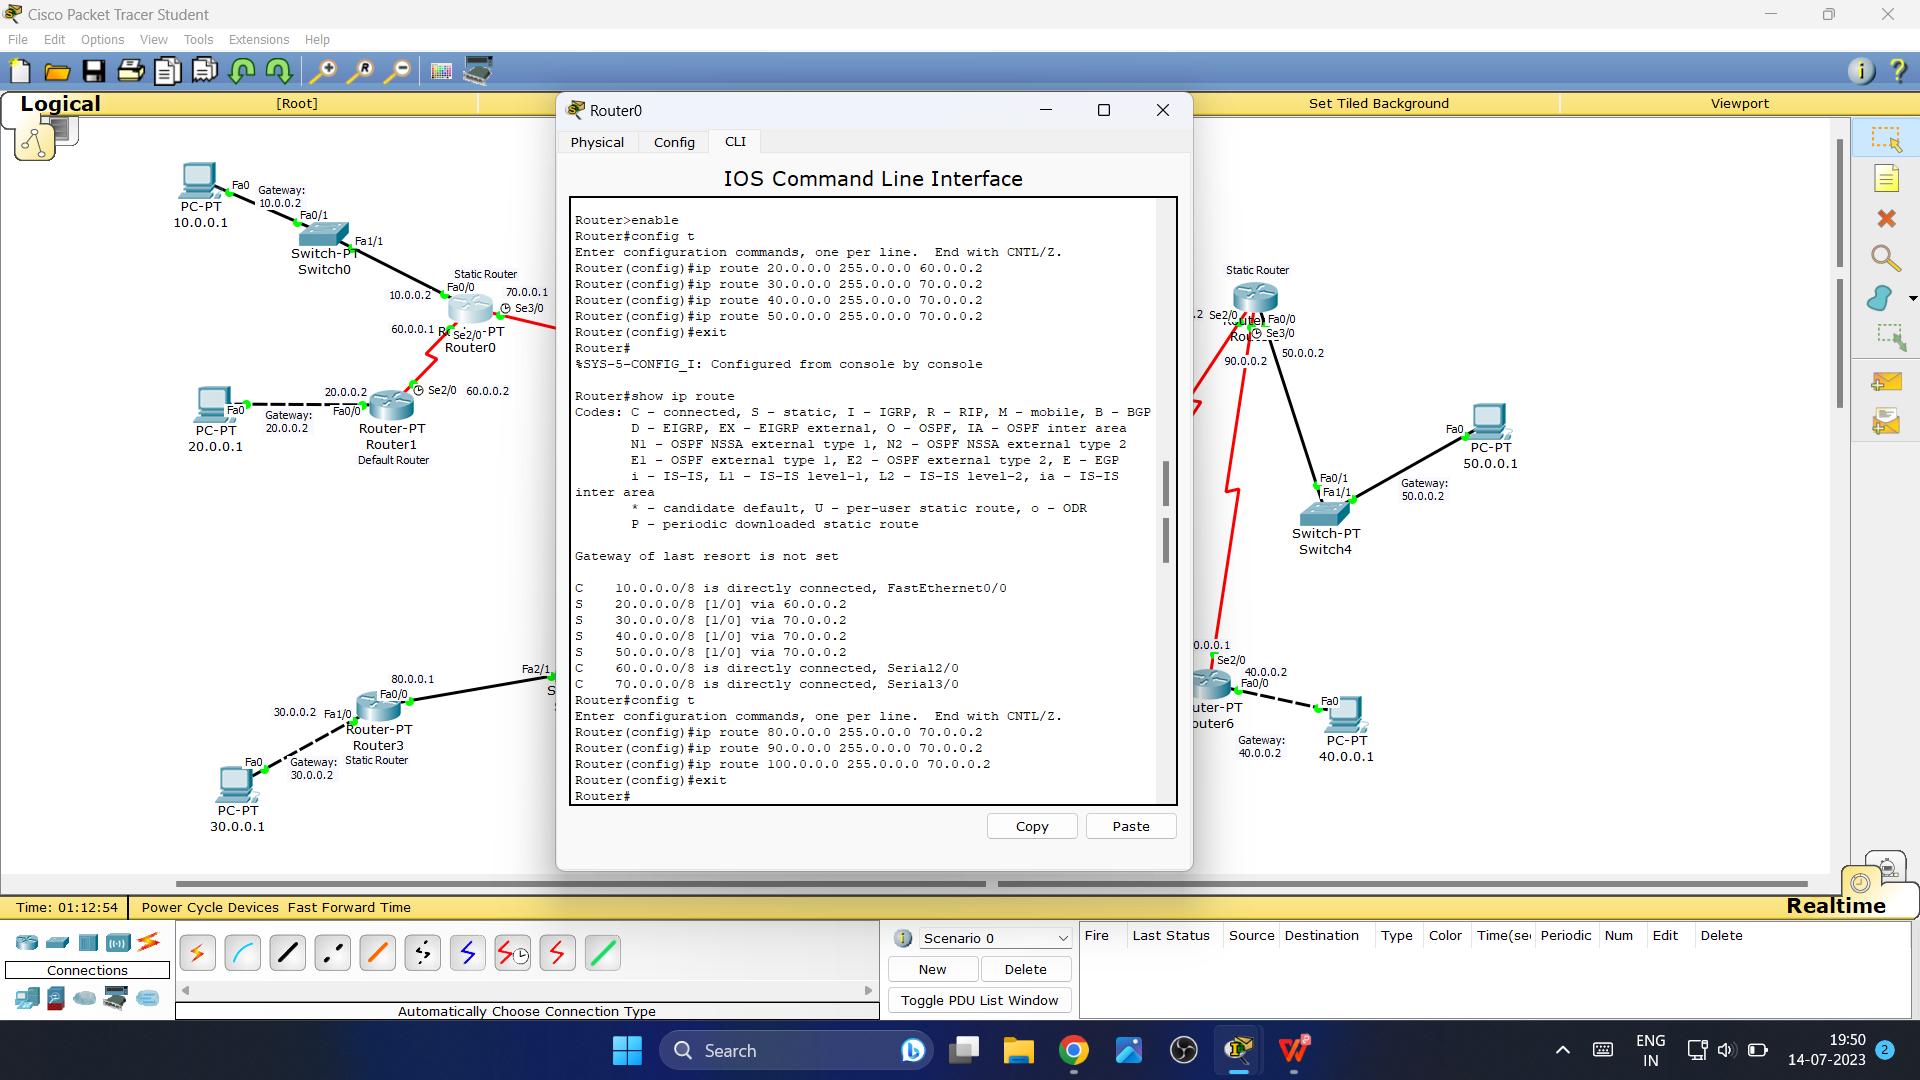 Cisco Packet Tracer Student
File Edit Options View Tools Extensions Help
Logical
[Root]
Set Tiled Background
Viewport
Router0
Physical Config CLI
IOS Command Line Interface
Router>enable
Router#config t
Enter configuration commands, one per line.  End with CNTL/Z.
Router(config)#ip route 20.0.0.0 255.0.0.0 60.0.0.2
Router(config)#ip route 30.0.0.0 255.0.0.0 70.0.0.2
Router(config)#ip route 40.0.0.0 255.0.0.0 70.0.0.2
Router(config)#ip route 50.0.0.0 255.0.0.0 70.0.0.2
Router(config)#exit
Router#
%SYS-5-CONFIG_I: Configured from console by console
Router#show ip route
Codes: C - connected, S - static, I - IGRP, R - RIP, M - mobile, B - BGP
D - EIGRP, EX - EIGRP external, O - OSPF, IA - OSPF inter area
N1 - OSPF NSSA external type 1, N2 - OSPF NSSA external type 2
E1 - OSPF external type 1, E2 - OSPF external type 2, E - EGP
i - IS-IS, L1 - IS-IS level-1, L2 - IS-IS level-2, ia - IS-IS
inter area
* - candidate default, U - per-user static route, o - ODR
P - periodic downloaded static route
Gateway of last resort is not set
C    10.0.0.0/8 is directly connected, FastEthernet0/0
S    20.0.0.0/8 [1/0] via 60.0.0.2
S    30.0.0.0/8 [1/0] via 70.0.0.2
S    40.0.0.0/8 [1/0] via 70.0.0.2
S    50.0.0.0/8 [1/0] via 70.0.0.2
C    60.0.0.0/8 is directly connected, Serial2/0
C    70.0.0.0/8 is directly connected, Serial3/0
Router#config t
Enter configuration commands, one per line.  End with CNTL/Z.
Router(config)#ip route 80.0.0.0 255.0.0.0 70.0.0.2
Router(config)#ip route 90.0.0.0 255.0.0.0 70.0.0.2
Router(config)#ip route 100.0.0.0 255.0.0.0 70.0.0.2
Router(config)#exit
Router#
Copy
Paste
Fa0
Gateway:
10.0.0.2
PC-PT
10.0.0.1
Fa0/1
Fa1/1
Switch-PT
Switch0
Static Router
10.0.0.2
Fa0/0
70.0.0.1
Se3/0
60.0.0.1
Se2/0
-PT
Router0
20.0.0.2
Se2/0
60.0.0.2
Fa0
Gateway:
20.0.0.2
Fa0/0
PC-PT
20.0.0.1
Router-PT
Router1
Default Router
Fa2/1
80.0.0.1
Fa0/0
30.0.0.2
Fa1/0
Router-PT
Router3
Static Router
Fa0
Gateway:
30.0.0.2
PC-PT
30.0.0.1
Static Router
.2
Se2/0
Fa0/0
Se3/0
50.0.0.2
90.0.0.2
Fa0
PC-PT
50.0.0.1
Fa0/1
Fa1/1
Gateway:
50.0.0.2
Switch-PT
Switch4
0.0.0.1
Se2/0
40.0.0.2
Fa0/0
Fa0
uter-PT
outer6
Gateway:
40.0.0.2
PC-PT
40.0.0.1
Time: 01:12:54
Power Cycle Devices  Fast Forward Time
Realtime
Connections
Automatically Choose Connection Type
Scenario 0
New
Delete
Toggle PDU List Window
Fire Last Status Source Destination Type Color Time(sec Periodic Num Edit Delete
Search
ENG
IN
19:50
14-07-2023
2